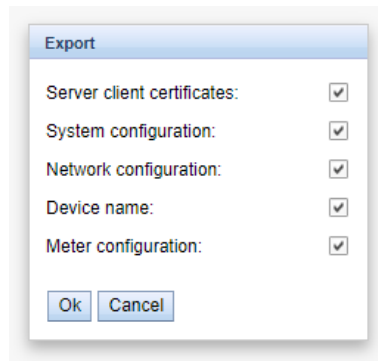 Export
Server client certificates:
System configuration:
Network configuration:
Device name:
Meter configuration:
Ok Cancel